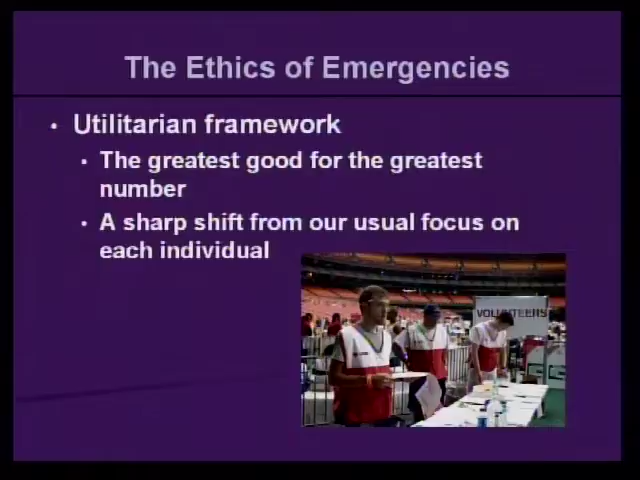 The Ethics of Emergencies
• Utilitarian framework
• The greatest good for the greatest
number
• A sharp shift from our usual focus on
each individual
VOLUNTEERS